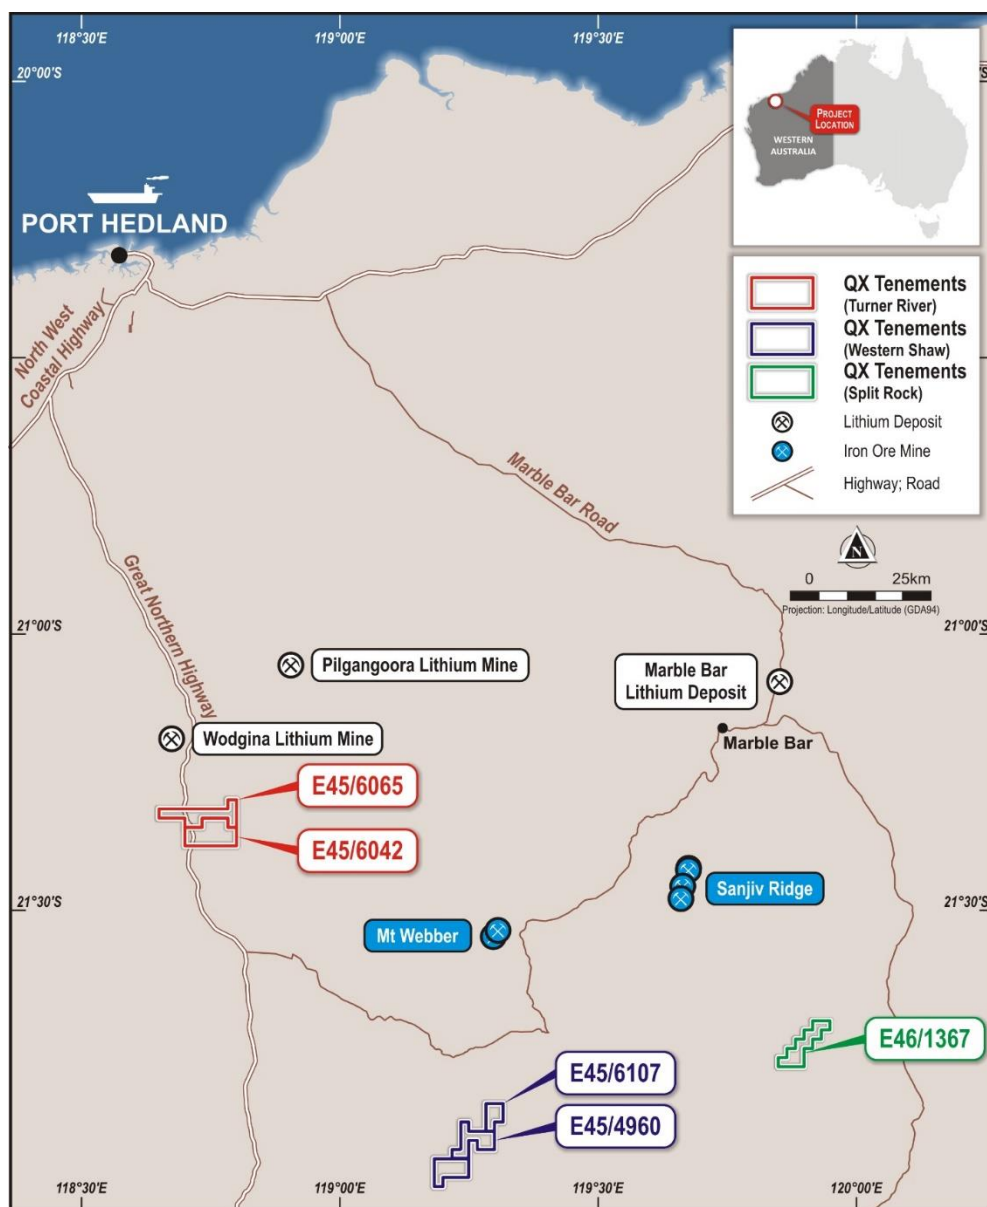 118°30'E
119°00'E
119°30'E
20°00'S
PROJECT
LOCATION
WESTERN
AUSTRALIA
PORT HEDLAND
North West
Coastal Highway
QX Tenements
(Turner River)
QX Tenements
(Western Shaw)
QX Tenements
(Split Rock)
Lithium Deposit
Iron Ore Mine
Highway; Road
Marble Bar Road
N
0 25km
Projection: Longitude/Latitude (GDA94)
Great Northern Highway
21°00'S
21°00'S
Pilgangoora Lithium Mine
Marble Bar
Lithium Deposit
Wodgina Lithium Mine
Marble Bar
E45/6065
E45/6042
Sanjiv Ridge
21°30'S
21°30'S
Mt Webber
E46/1367
E45/6107
E45/4960
118°30'E
119°00'E
119°30'E
120°00'E